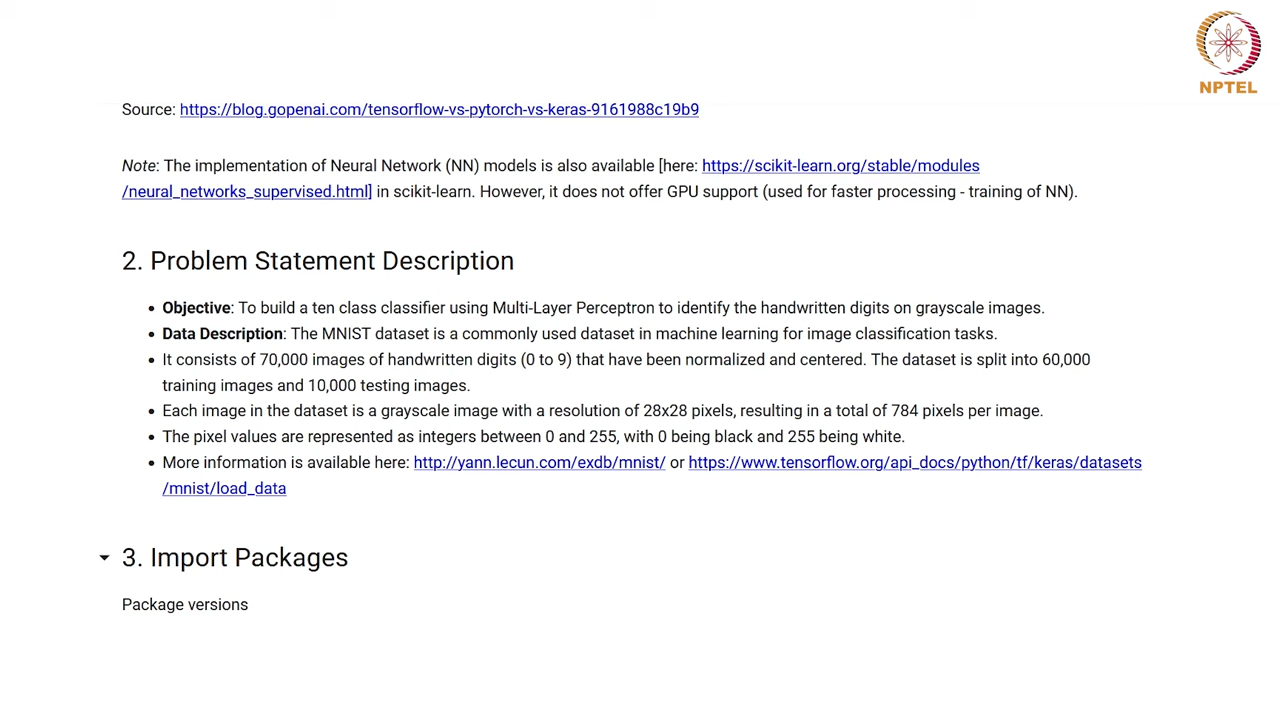 NPTEL
Source: https://blog.gopenai.com/tensorflow-vs-pytorch-vs-keras-9161988c19b9
Note: The implementation of Neural Network (NN) models is also available [here: https://scikit-learn.org/stable/modules
/neural_networks_supervised.html] in scikit-learn. However, it does not offer GPU support (used for faster processing - training of NN).
2. Problem Statement Description
• Objective: To build a ten class classifier using Multi-Layer Perceptron to identify the handwritten digits on grayscale images.
• Data Description: The MNIST dataset is a commonly used dataset in machine learning for image classification tasks.
• It consists of 70,000 images of handwritten digits (0 to 9) that have been normalized and centered. The dataset is split into 60,000
training images and 10,000 testing images.
• Each image in the dataset is a grayscale image with a resolution of 28x28 pixels, resulting in a total of 784 pixels per image.
• The pixel values are represented as integers between 0 and 255, with 0 being black and 255 being white.
• More information is available here: http://yann.lecun.com/exdb/mnist/ or https://www.tensorflow.org/api_docs/python/tf/keras/datasets
/mnist/load_data
3. Import Packages
Package versions